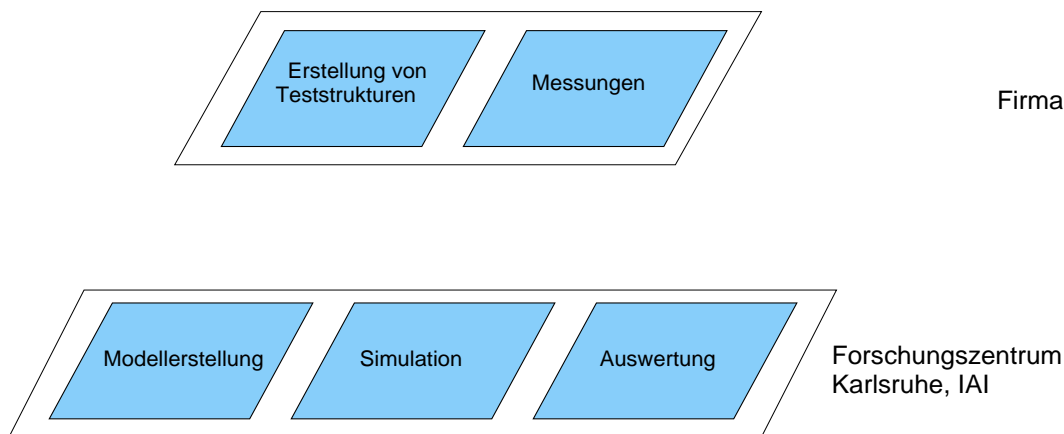 Erstellung von
Teststrukturen
Messungen
Firma
Modellerstellung
Simulation
Auswertung
Forschungszentrum
Karlsruhe, IAI